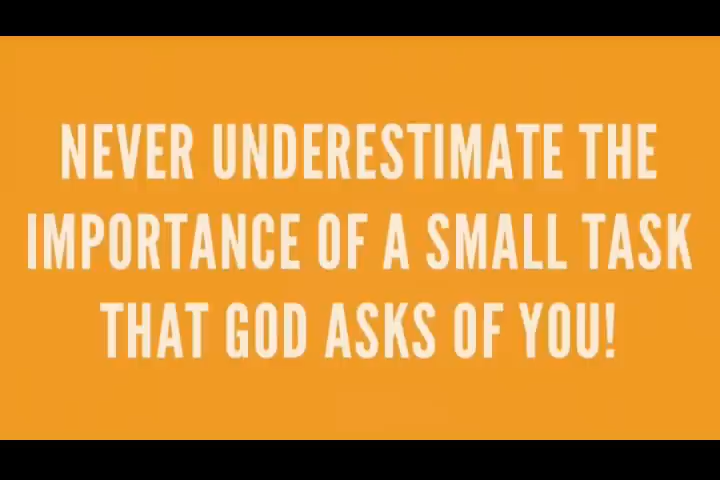 NEVER UNDERESTIMATE THE
IMPORTANCE OF A SMALL TASK
THAT GOD ASKS OF YOU!